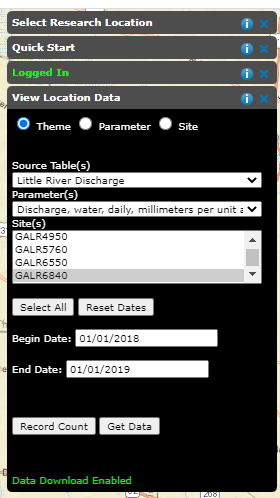 Select Research Location
Quick Start
Logged In
View Location Data
Theme Parameter Site
Source Table(s)
Little River Discharge
Parameter(s)
Discharge, water, daily, millimeters per unit a
Site(s)
GALR4950
GALR5760
GALR6550
GALR6840
Select All Reset Dates
Begin Date: 01/01/2018
End Date: 01/01/2019
Record Count Get Data
Data Download Enabled
268